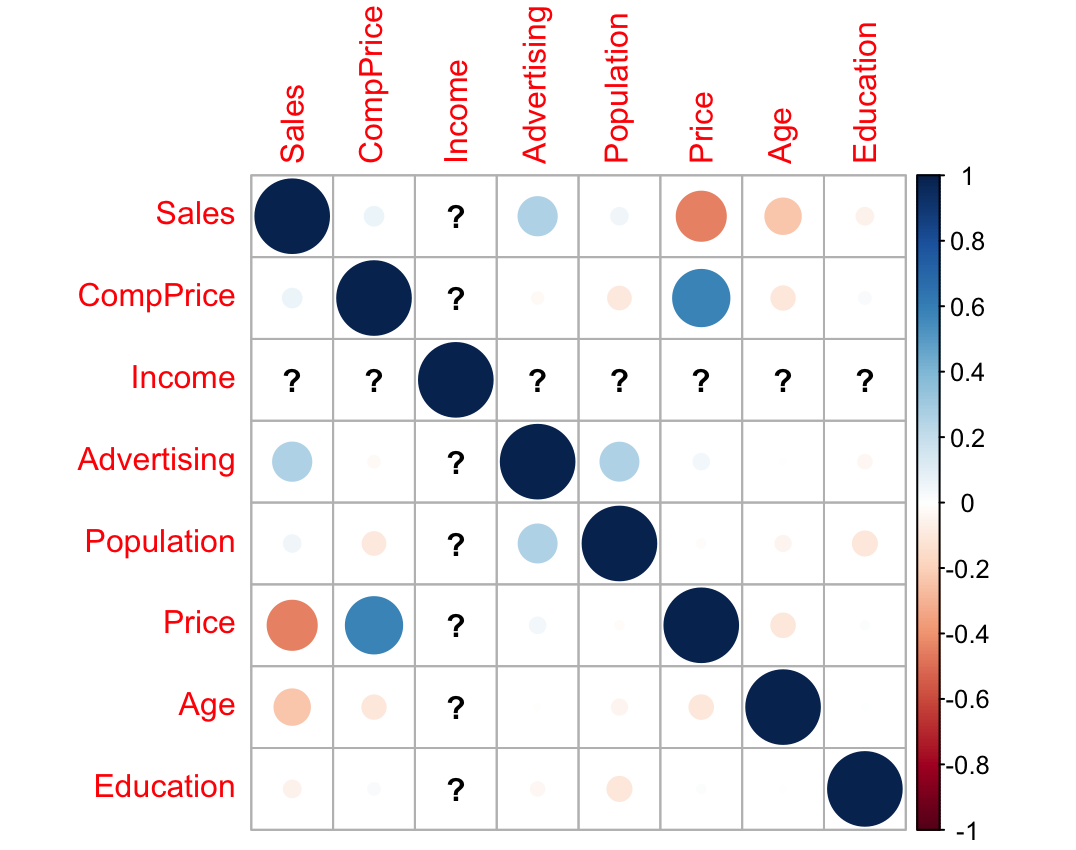 Sales CompPrice Income Advertising Population Price Age Education
Sales ? 1
CompPrice ? 0.8
Income ? ? ? ? ? ? ? 0.6
Advertising ? 0.4
Population ? 0.2
Price ? 0
Age ? -0.2
Education ? -0.4
-0.6
-0.8
-1